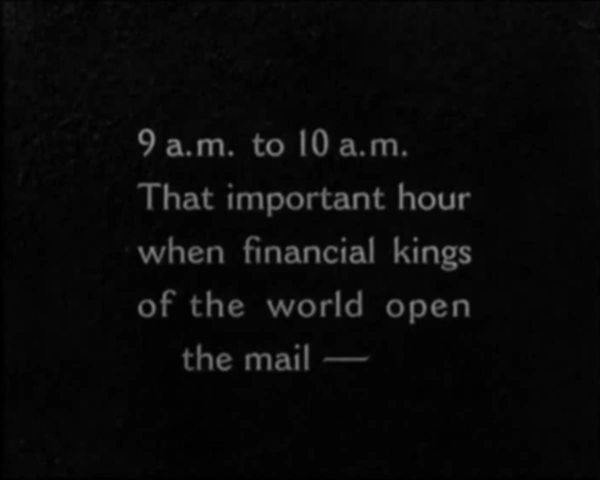 9 a.m. to 10 a.m.
That important hour
when financial kings
of the world open
the mail —